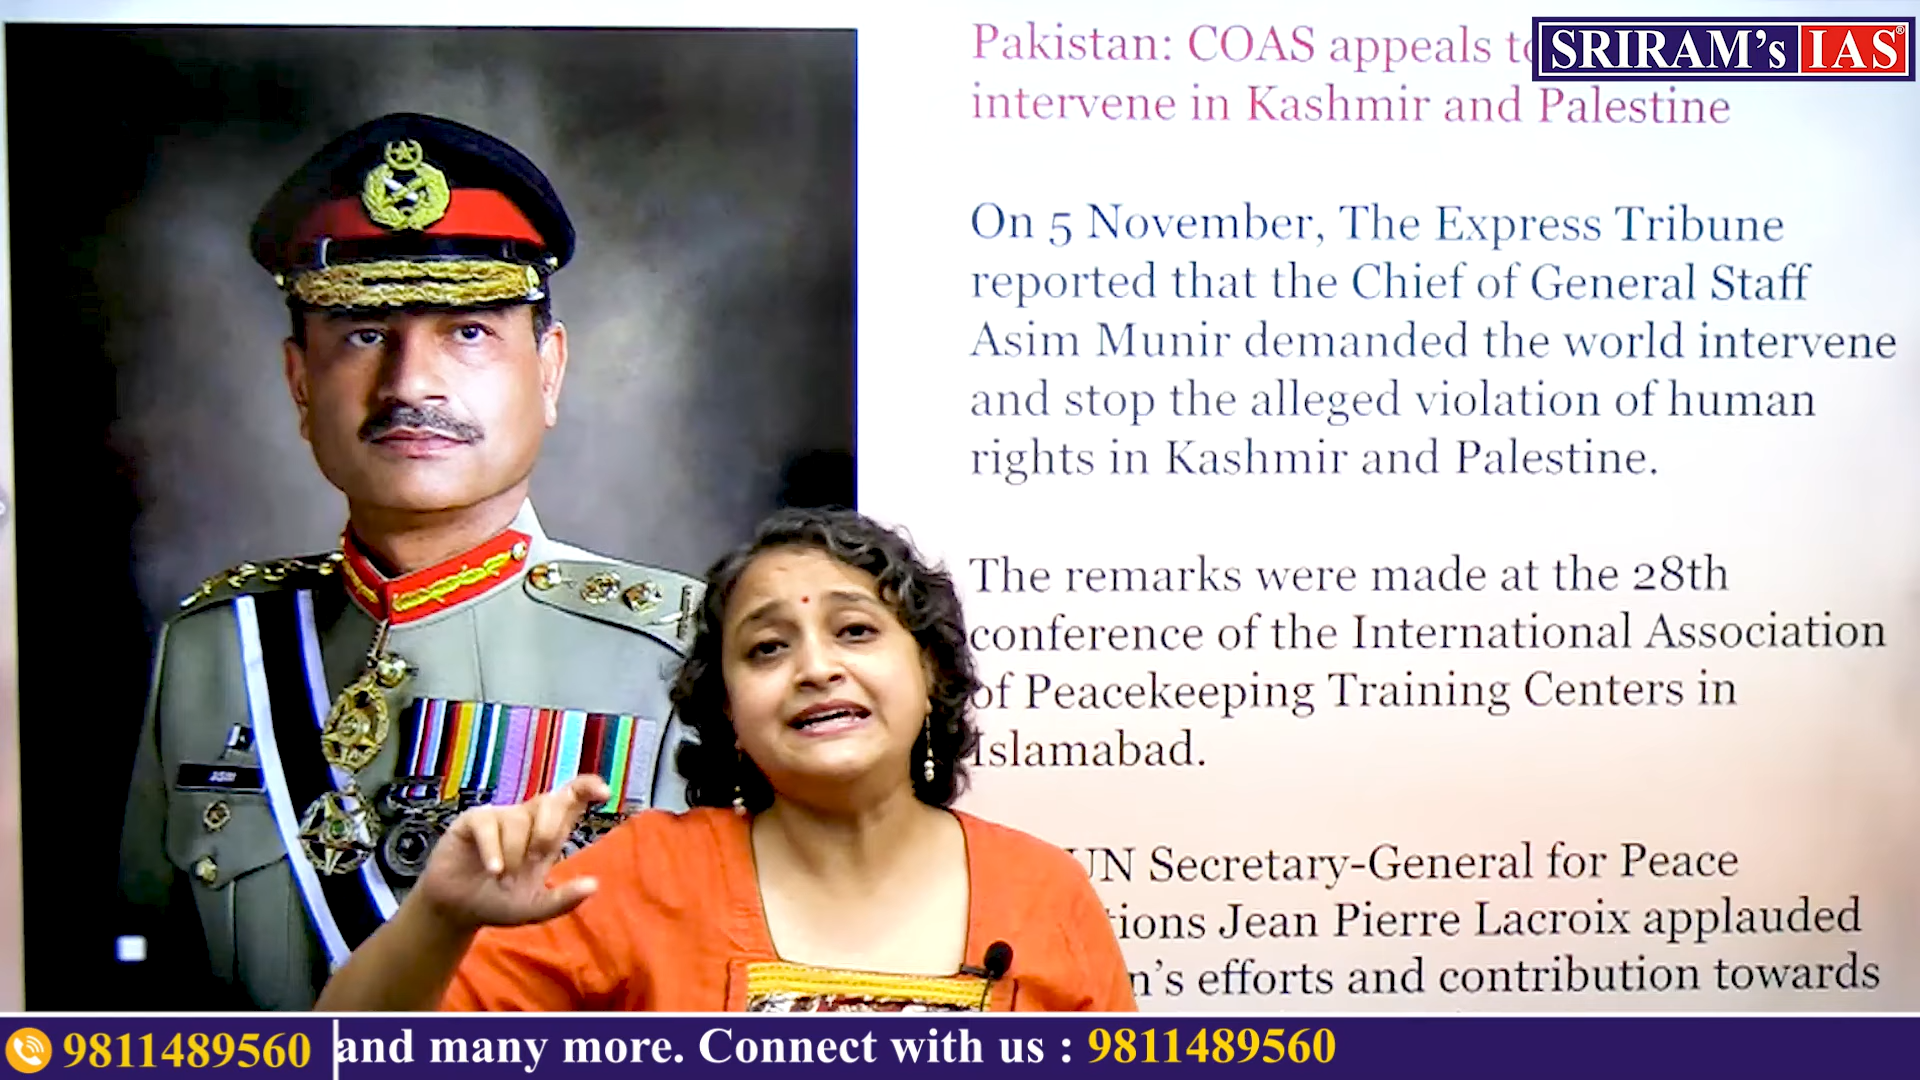 Pakistan: COAS appeals
intervene in Kashmir and Palestine
SRIRAM's IAS
On 5 November, The Express Tribune
reported that the Chief of General Staff
Asim Munir demanded the world intervene
and stop the alleged violation of human
rights in Kashmir and Palestine.
The remarks were made at the 28th
conference of the International Association
of Peacekeeping Training Centers in
Islamabad.
UN Secretary-General for Peace
tions Jean Pierre Lacroix applauded
n's efforts and contribution towards
9811489560 and many more. Connect with us : 9811489560